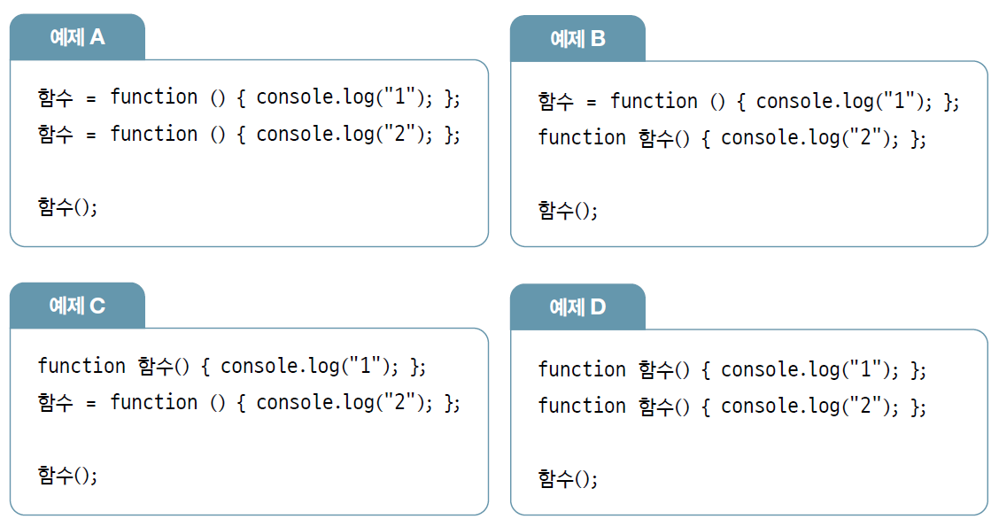 예제 A
함수 = function () { console.log("1"); };
함수 = function () { console.log("2"); };
함수();
예제 B
함수 = function () { console.log("1"); };
function 함수() { console.log("2"); };
함수();
예제 C
function 함수() { console.log("1"); };
함수 = function () { console.log("2"); };
함수();
예제 D
function 함수() { console.log("1"); };
function 함수() { console.log("2"); };
함수();